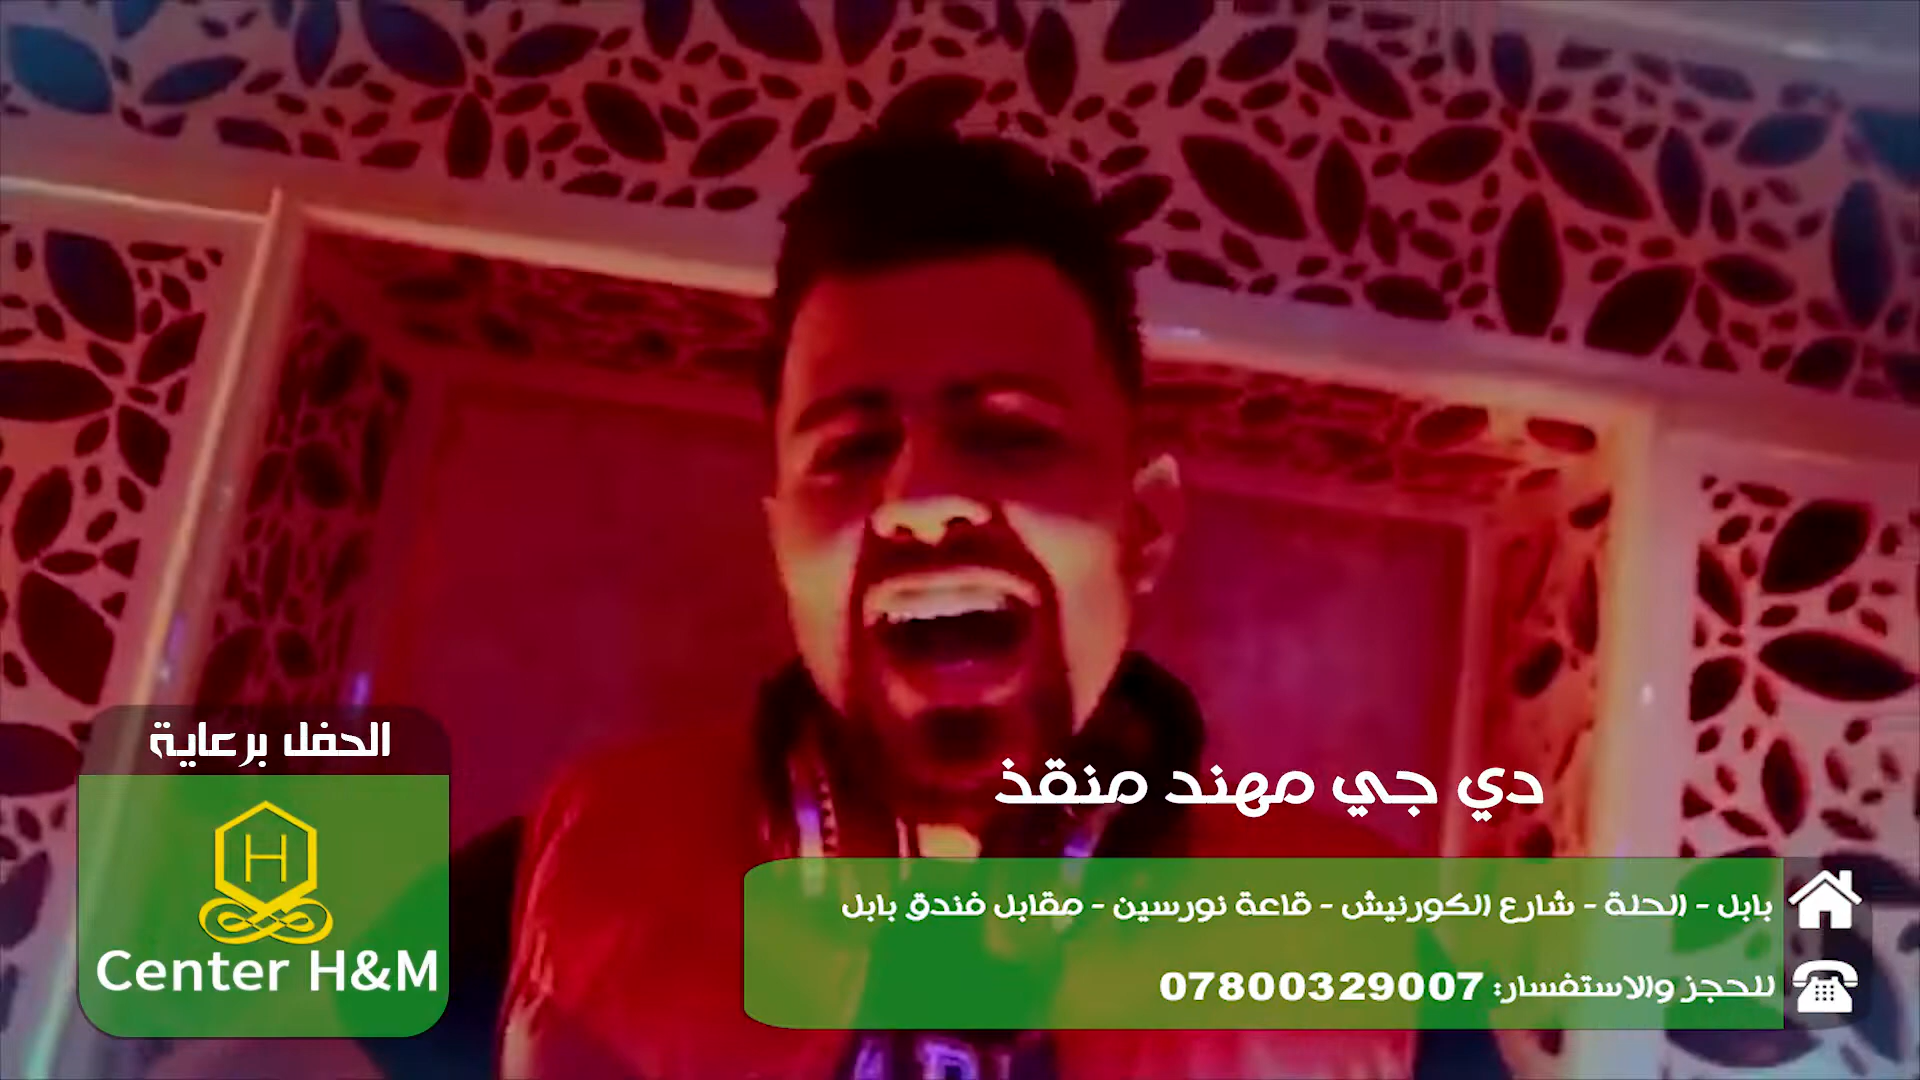 دي جي مهند منقذ
بابل - الحلة - شارع الكورنيش - قاعة نورسين - مقابل فندق بابل
للحجز والاستفسار: 07800329007
الحفل برعاية
H
Center H&M